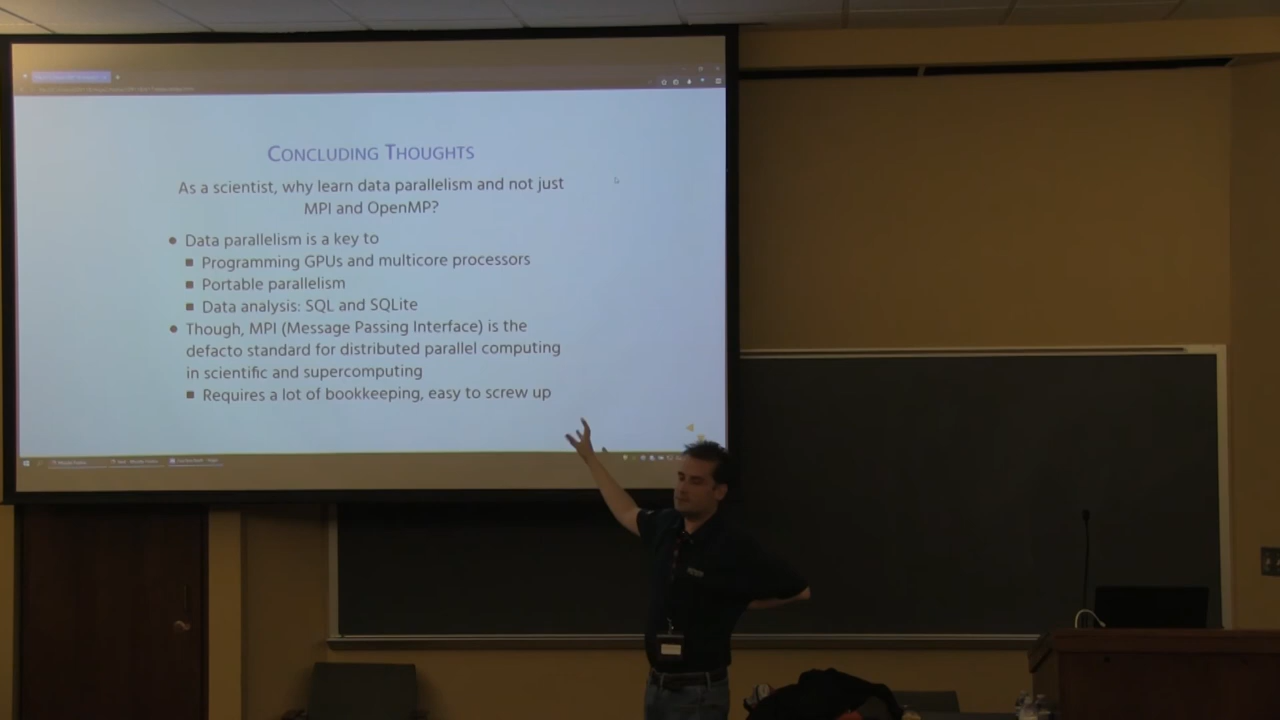 CONCLUDING THOUGHTS
As a scientist, why learn data parallelism and not just
MPI and OpenMP?
• Data parallelism is a key to
▪ Programming GPUs and multicore processors
▪ Portable parallelism
▪ Data analysis: SQL and SQLite
• Though, MPI (Message Passing Interface) is the
defacto standard for distributed parallel computing
in scientific and supercomputing
▪ Requires a lot of bookkeeping, easy to screw up